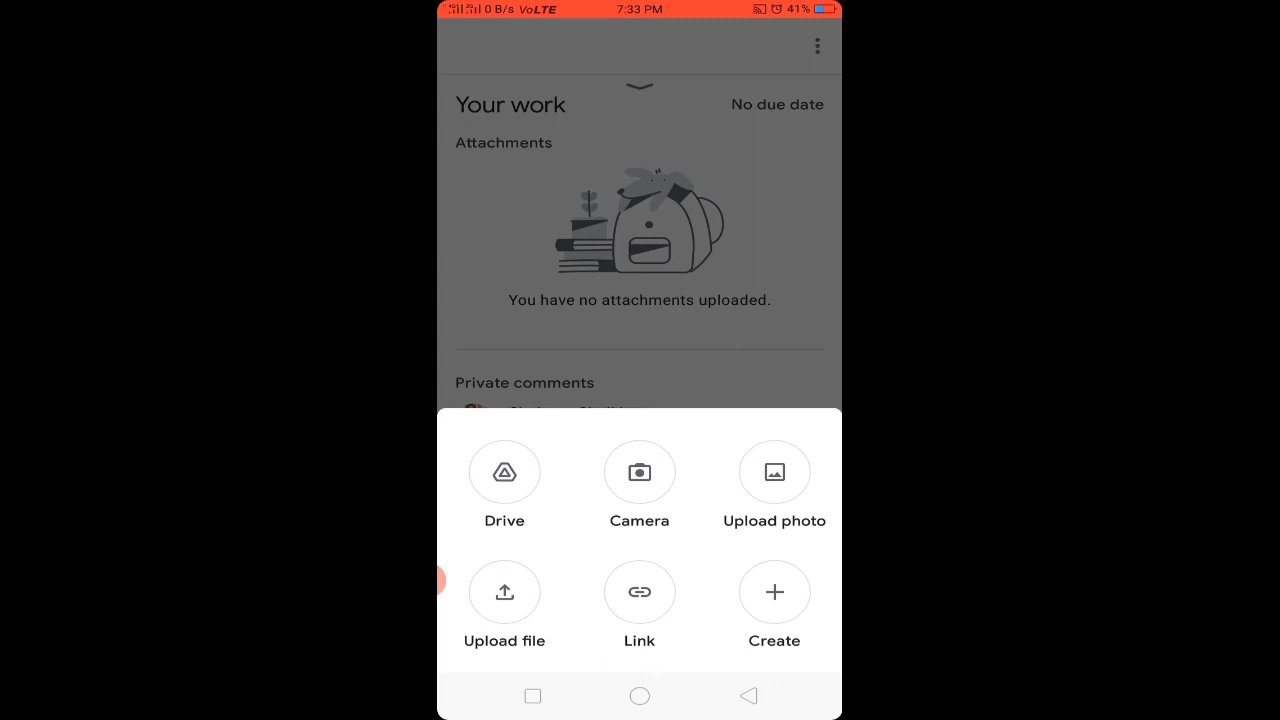 0 B/s VoLTE 7:33 PM 41%
Your work No due date
Attachments
You have no attachments uploaded.
Private comments
Drive Camera Upload photo
Upload file Link Create